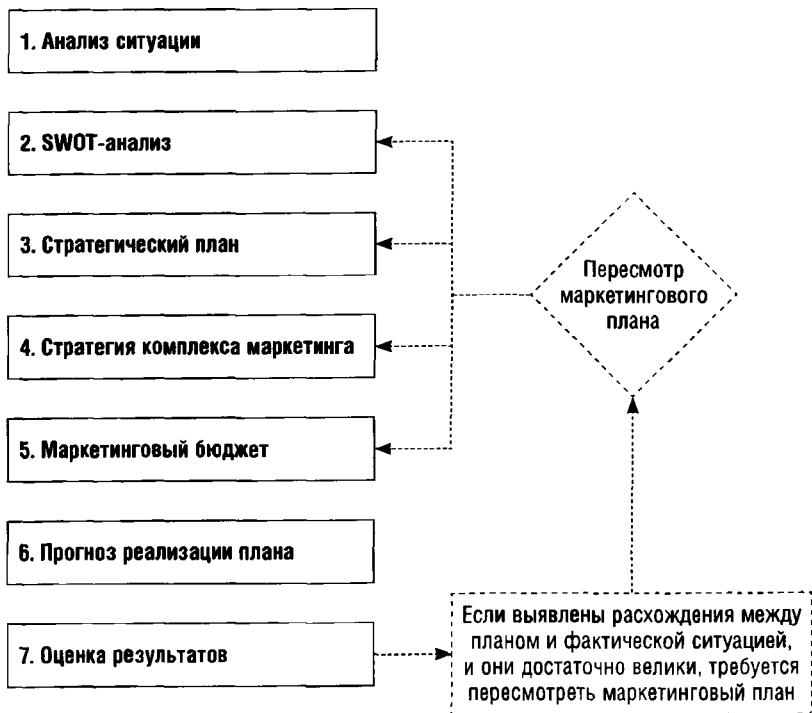 1. Анализ ситуации
2. SWOT-анализ
3. Стратегический план
4. Стратегия комплекса маркетинга
5. Маркетинговый бюджет
6. Прогноз реализации плана
7. Оценка результатов
Пересмотр
маркетингового
плана
Если выявлены расхождения между
планом и фактической ситуацией,
и они достаточно велики, требуется
пересмотреть маркетинговый план